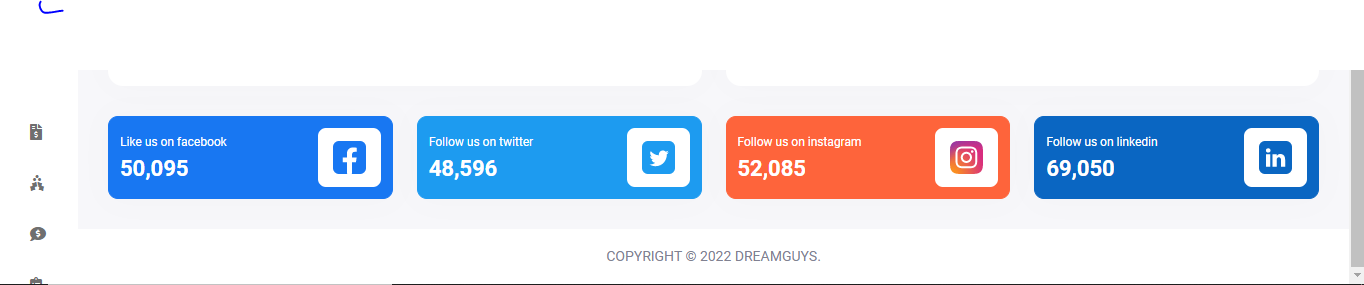 Like us on facebook
50,095
Follow us on twitter
48,596
Follow us on instagram
52,085
Follow us on linkedin
69,050
COPYRIGHT © 2022 DREAMGUYS.